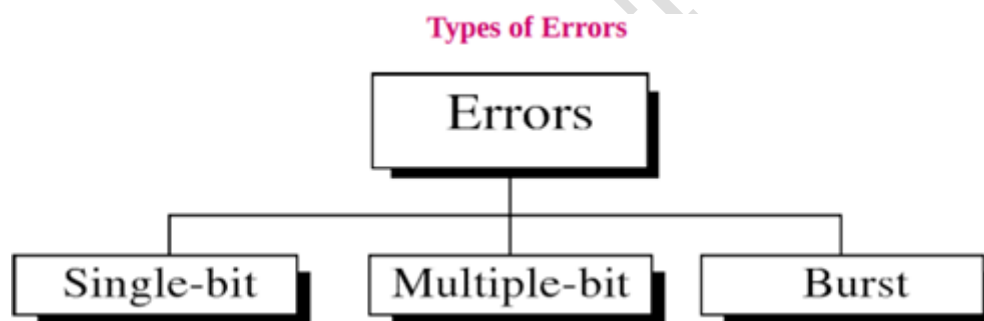 Types of Errors
Errors
Single-bit
Multiple-bit
Burst